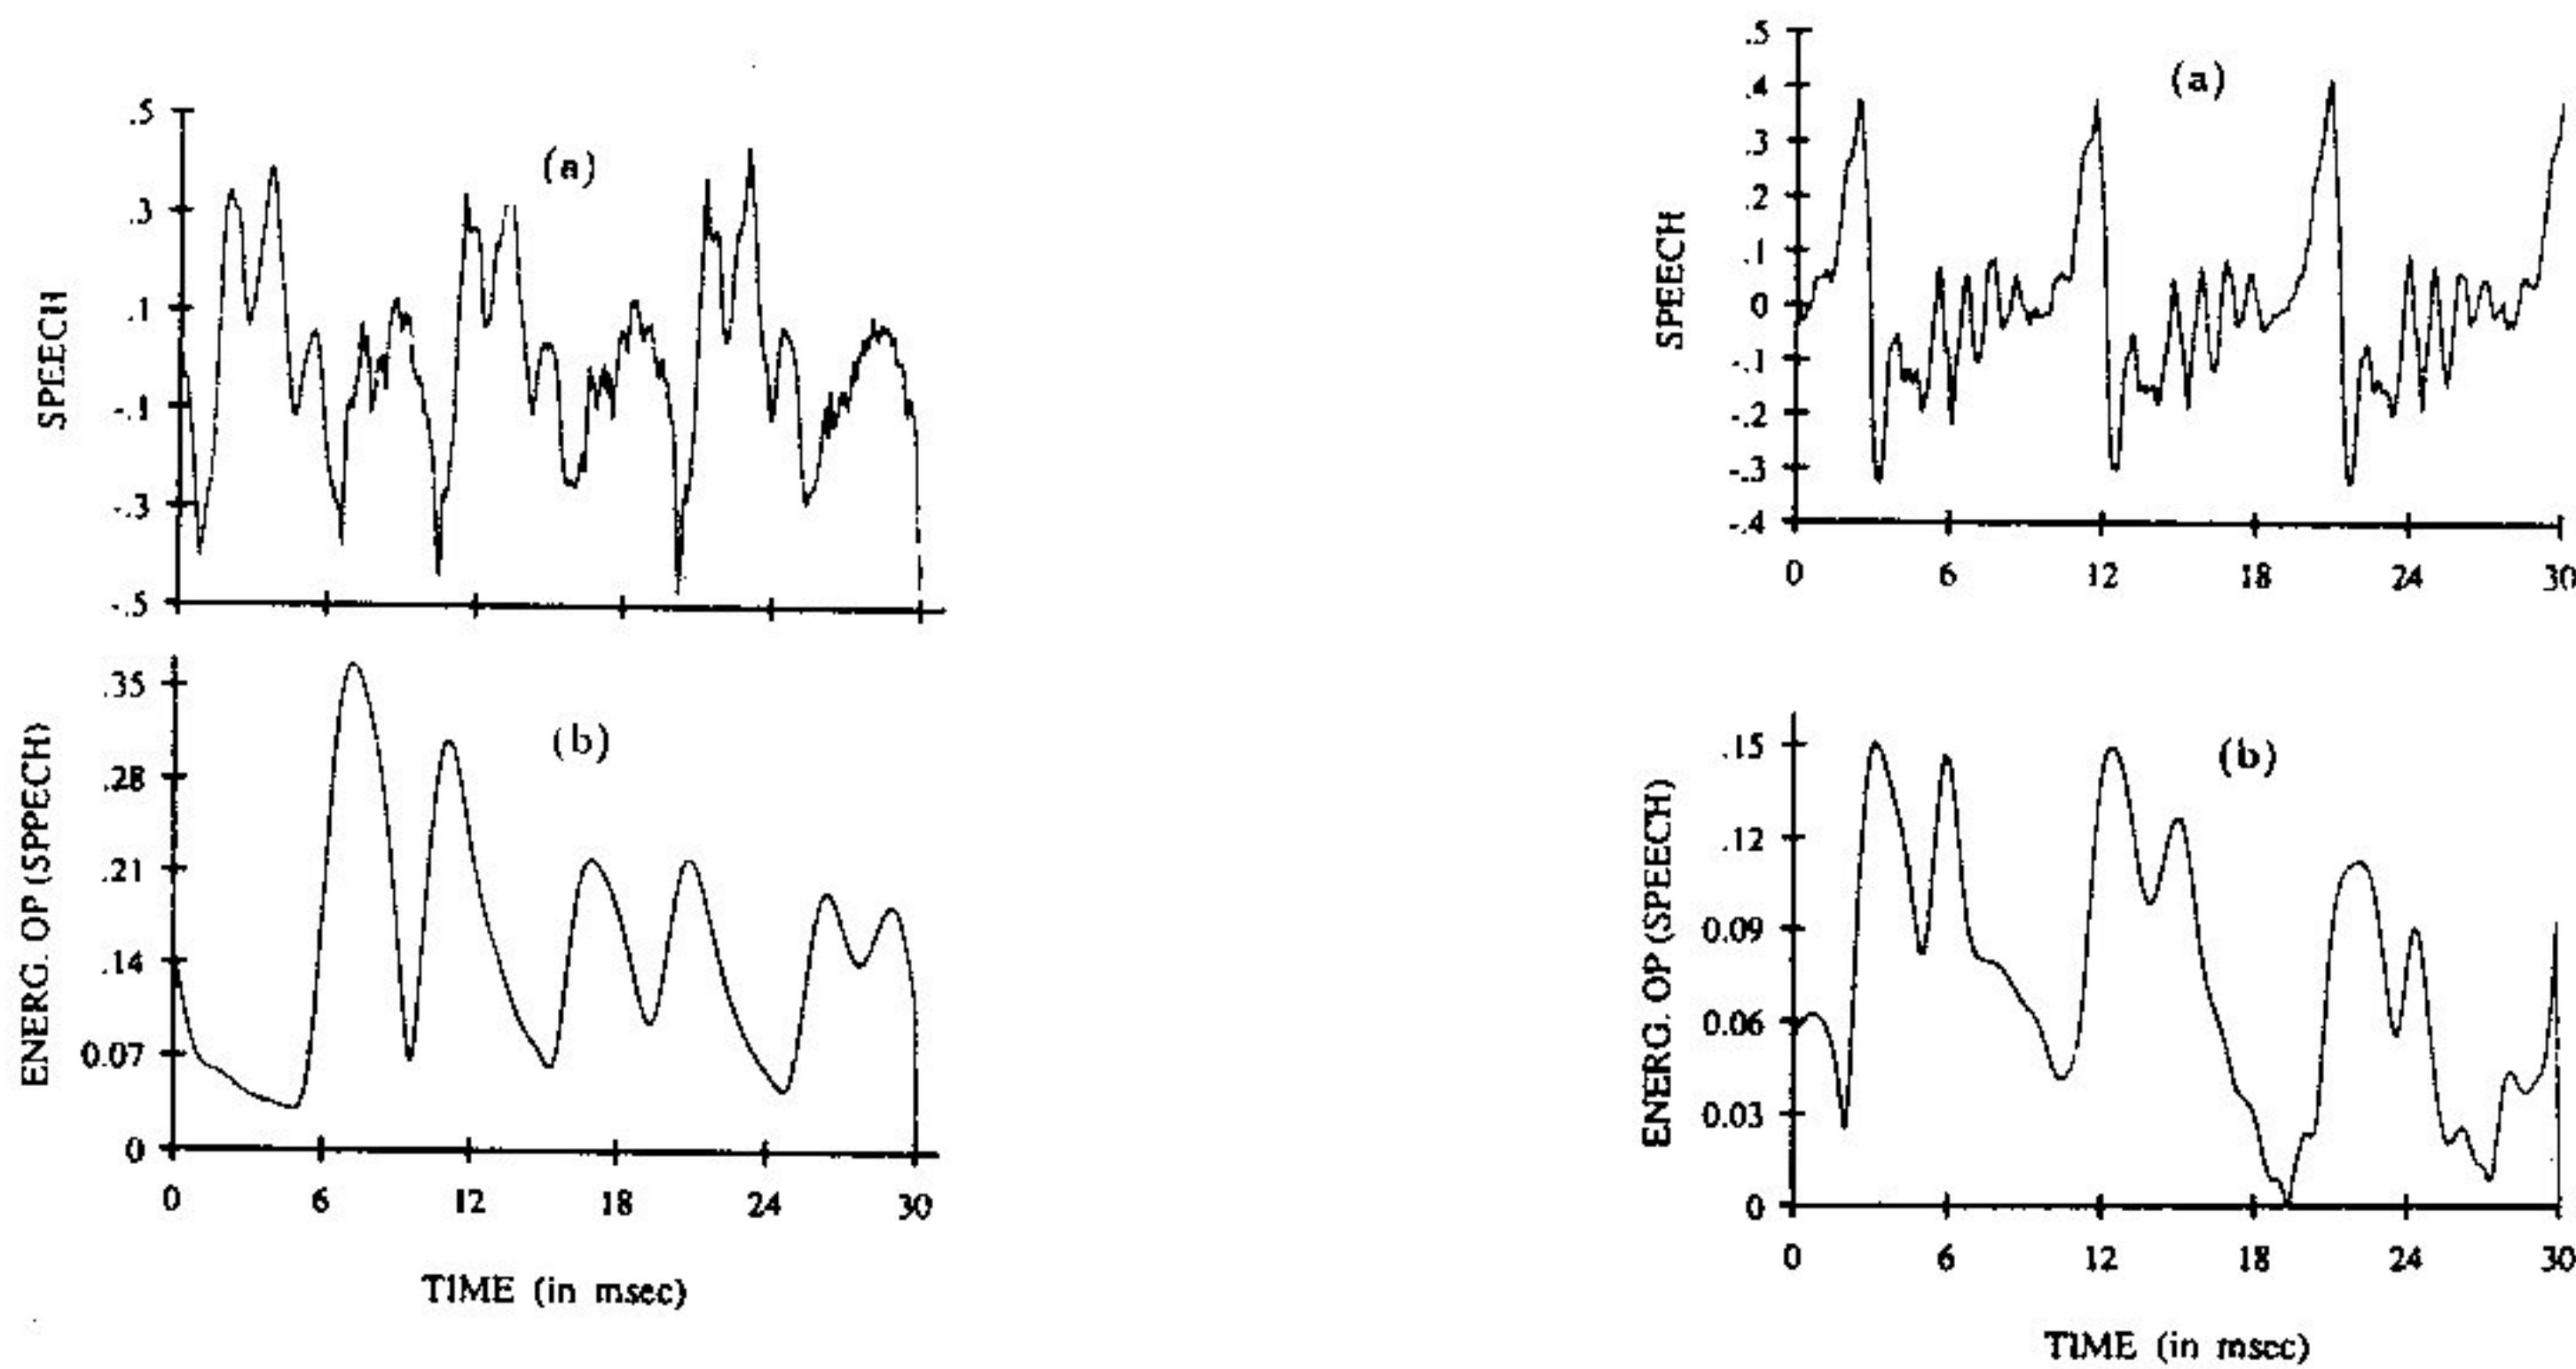 (a)
SPEECH
.5
.3
.1
-.1
-.3
-.5
(b)
ENERG. OP (SPPECH)
.35
.28
.21
.14
0.07
0
0 6 12 18 24 30
TIME (in msec)
(a)
SPEECH
.5
.4
.3
.2
.1
0
-.1
-.2
-.3
-.4
0 6 12 18 24 30
(b)
ENERG. OP (SPEECH)
.15
.12
0.09
0.06
0.03
0
0 6 12 18 24 30
TIME (in msec)